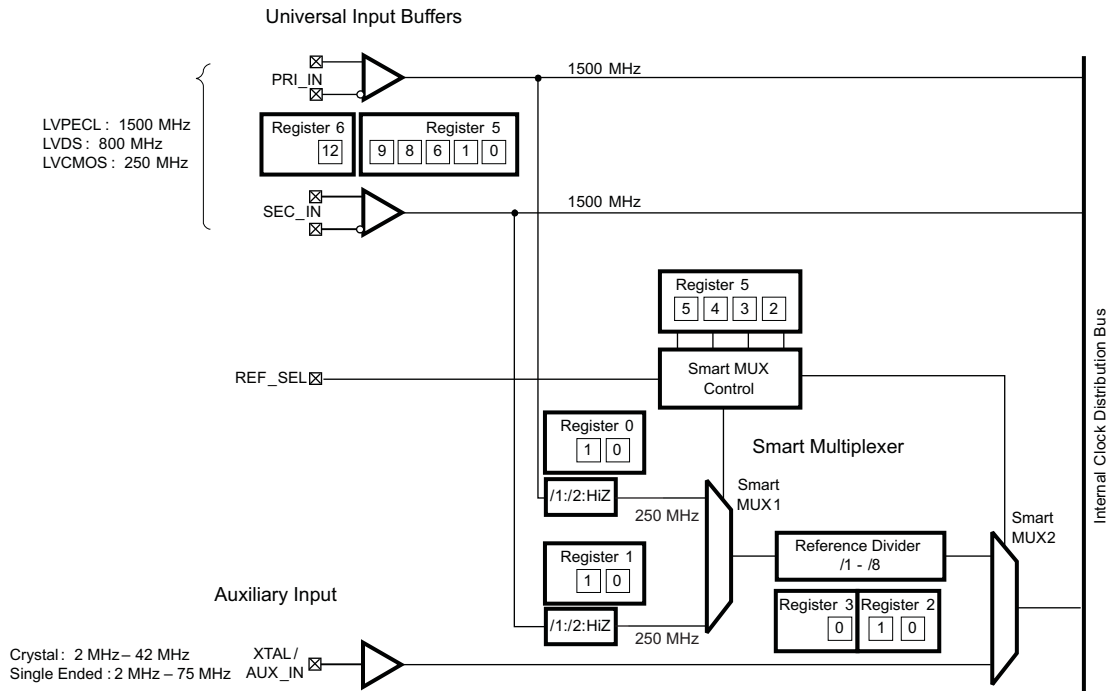 Universal Input Buffers
PRI_IN
1500 MHz
LVPECL : 1500 MHz
LVDS : 800 MHz
LVCMOS : 250 MHz
Register 6
12
Register 5
9 8 6 1 0
SEC_IN
1500 MHz
Register 5
5 4 3 2
REF_SEL
Smart MUX
Control
Register 0
1 0
Smart Multiplexer
/1:/2:HiZ
250 MHz
Smart
MUX1
Register 1
1 0
/1:/2:HiZ
250 MHz
Reference Divider
/1 - /8
Smart
MUX2
Register 3
0
Register 2
1 0
Auxiliary Input
Crystal : 2 MHz – 42 MHz
Single Ended : 2 MHz – 75 MHz
XTAL /
AUX_IN
Internal Clock Distribution Bus